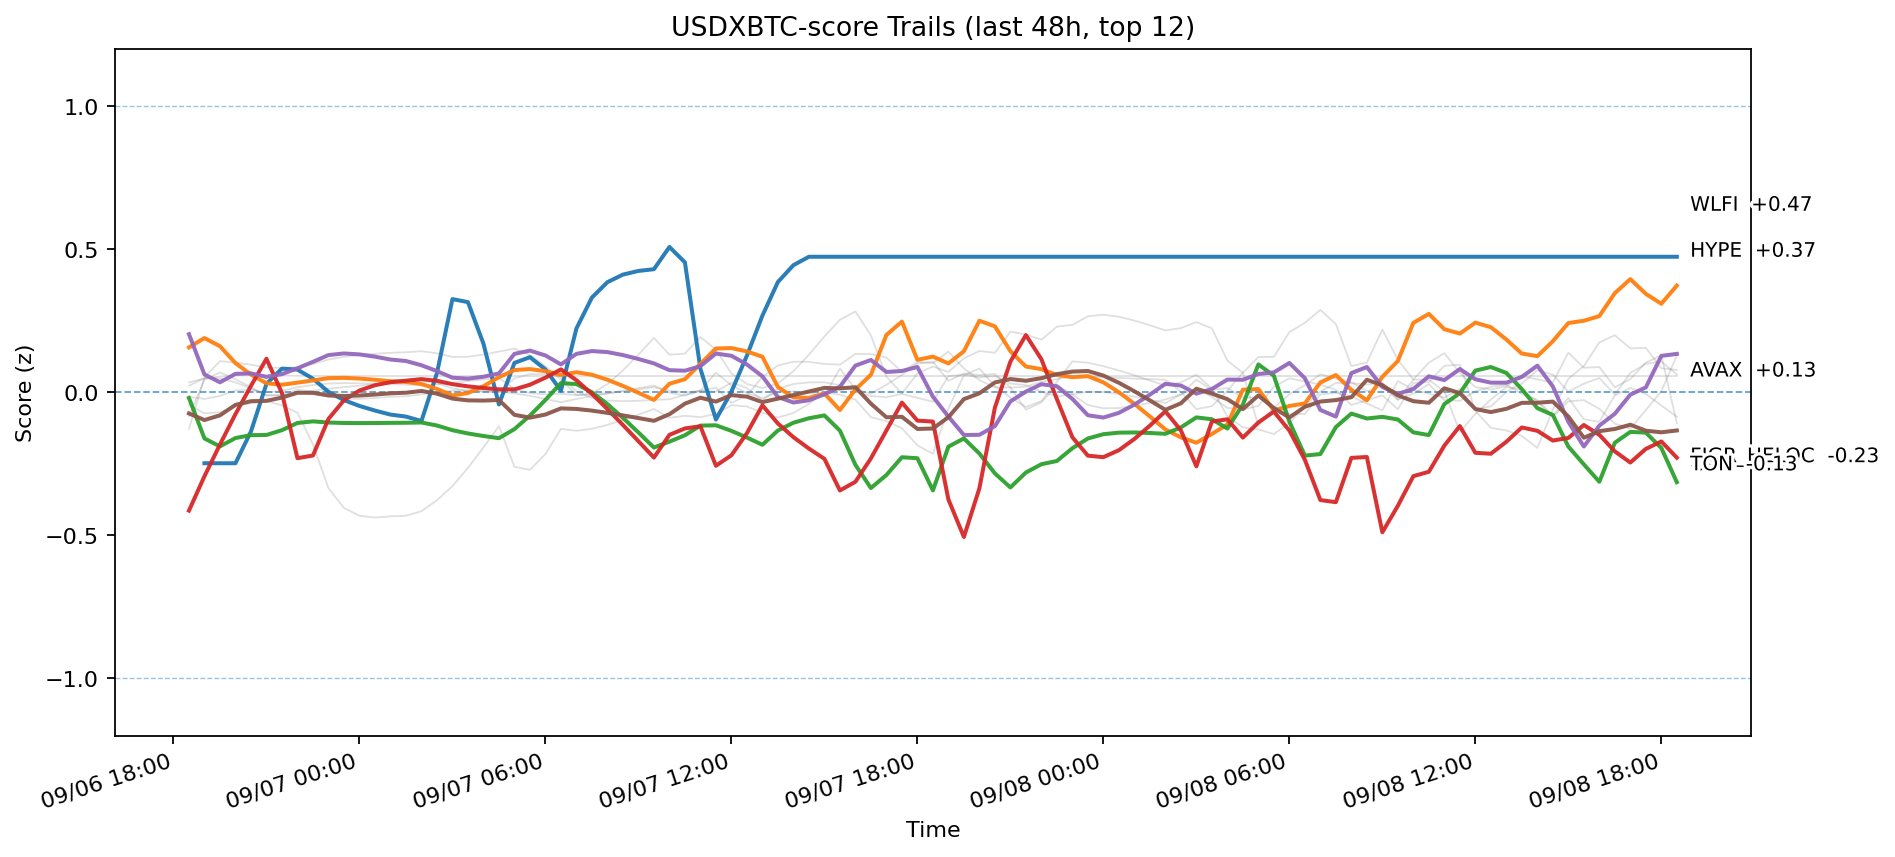 USDXBTC-score Trails (last 48h, top 12)
Score (z)
1.0
0.5
0.0
−0.5
−1.0
WLFI +0.47
HYPE +0.37
AVAX +0.13
-0.23
TON -0.13
09/06 18:00
09/07 00:00
09/07 06:00
09/07 12:00
09/07 18:00
09/08 00:00
09/08 06:00
09/08 12:00
09/08 18:00
Time